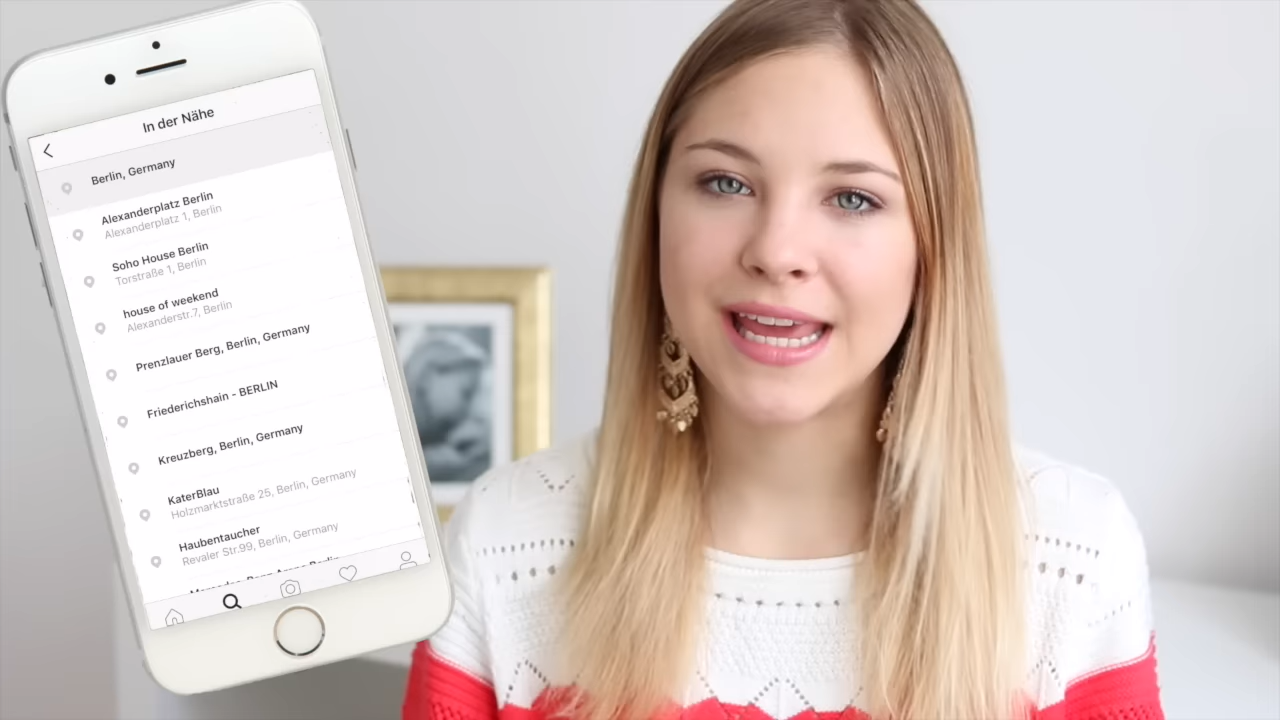 In der Nähe
Berlin, Germany
Alexanderplatz Berlin
Alexanderplatz 1, Berlin
Soho House Berlin
Torstraße 1, Berlin
house of weekend
Alexanderstr.7, Berlin
Prenzlauer Berg, Berlin, Germany
Friederichshain - BERLIN
Kreuzberg, Berlin, Germany
KaterBlau
Holzmarktstraße 25, Berlin, Germany
Haubentaucher
Revaler Str.99, Berlin, Germany